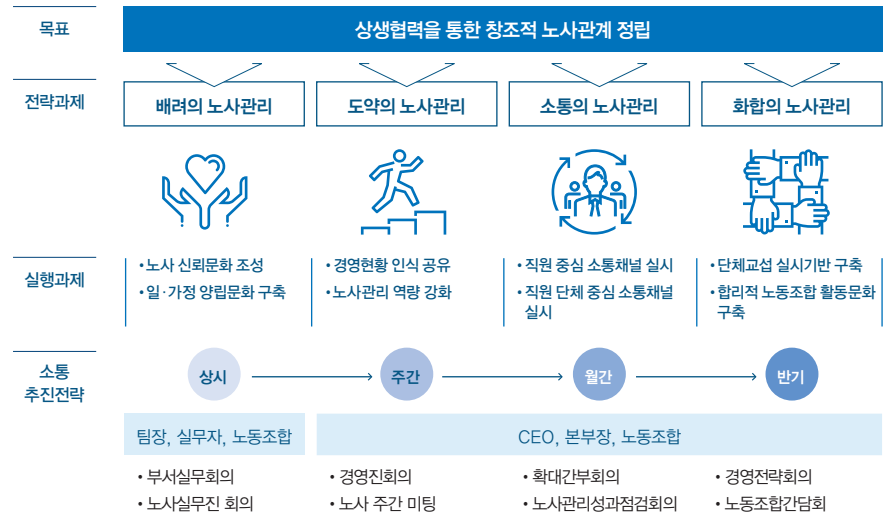 목표
상생협력을 통한 창조적 노사관계 정립
전략과제
배려의 노사관리
도약의 노사관리
소통의 노사관리
화합의 노사관리
실행과제
• 노사 신뢰문화 조성
• 일·가정 양립문화 구축
• 경영현황 인식 공유
• 노사관리 역량 강화
• 직원 중심 소통채널 실시
• 직원 단체 중심 소통채널
실시
• 단체교섭 실시기반 구축
• 합리적 노동조합 활동문화
구축
소통
추진전략
상시
주간
월간
반기
팀장, 실무자, 노동조합
CEO, 본부장, 노동조합
• 부서실무회의
• 노사실무진 회의
• 경영진회의
• 노사 주간 미팅
• 확대간부회의
• 노사관리성과점검회의
• 경영전략회의
• 노동조합간담회